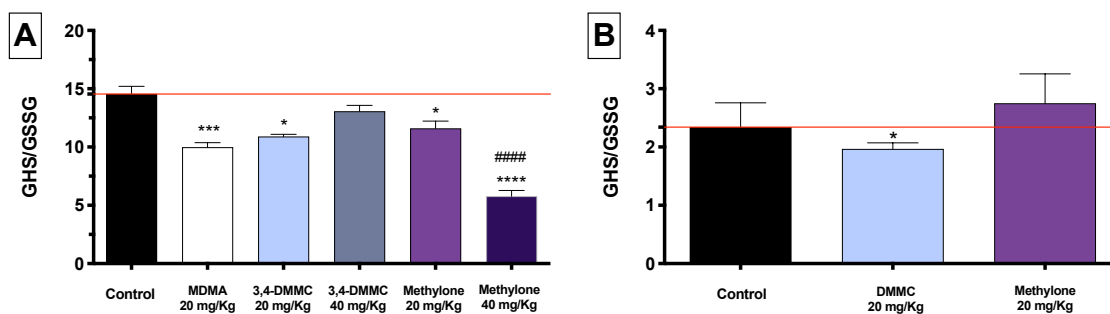 A
GHS/GSSG
20
15
10
5
0
***
*
*
####
****
Control
MDMA
20 mg/Kg
3,4-DMMC
20 mg/Kg
3,4-DMMC
40 mg/Kg
Methylone
20 mg/Kg
Methylone
40 mg/Kg
B
GHS/GSSG
4
3
2
1
0
*
Control
DMMC
20 mg/Kg
Methylone
20 mg/Kg